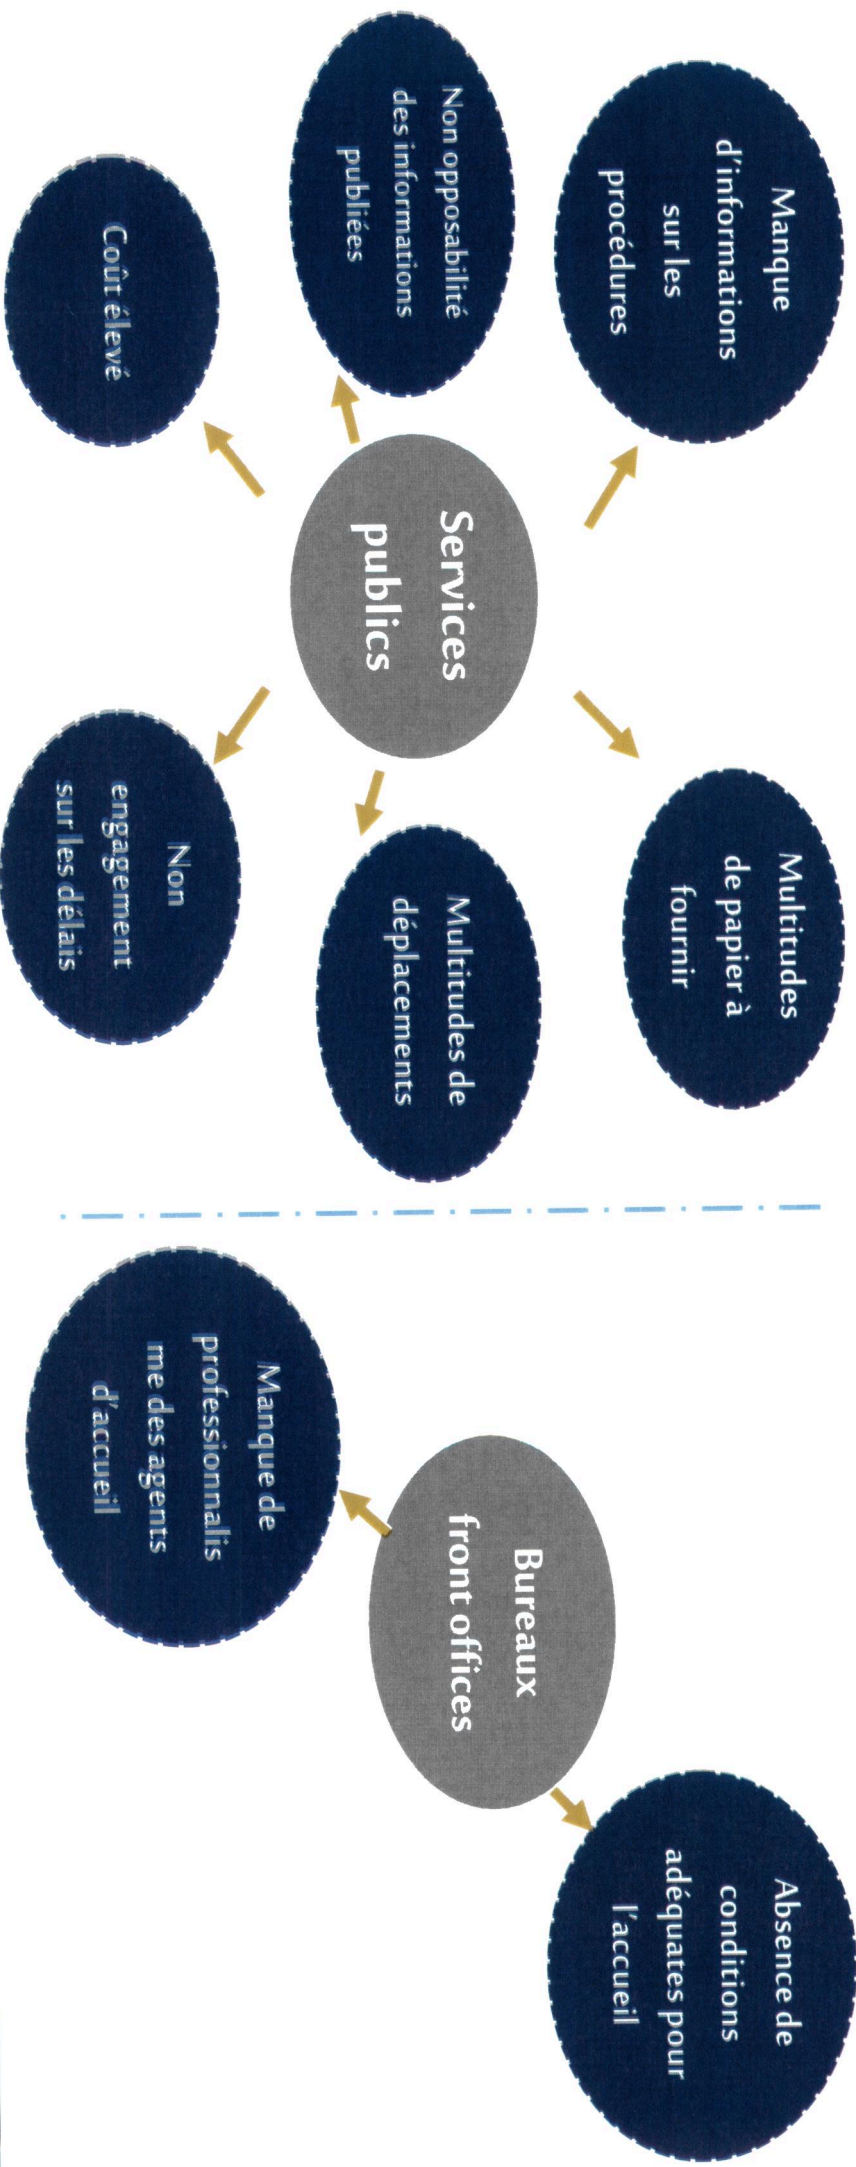 Manque
d'informations
sur les
procédures
Multitudes
de papier à
fournir
Non opposabilité
des informations
publiées
Services
publics
Multitudes de
déplacements
Coût élevé
Non
engagement
sur les délais
Absence de
conditions
adéquates pour
l'accueil
Bureaux
front offices
Manque de
professionnalis
me des agents
d'accueil